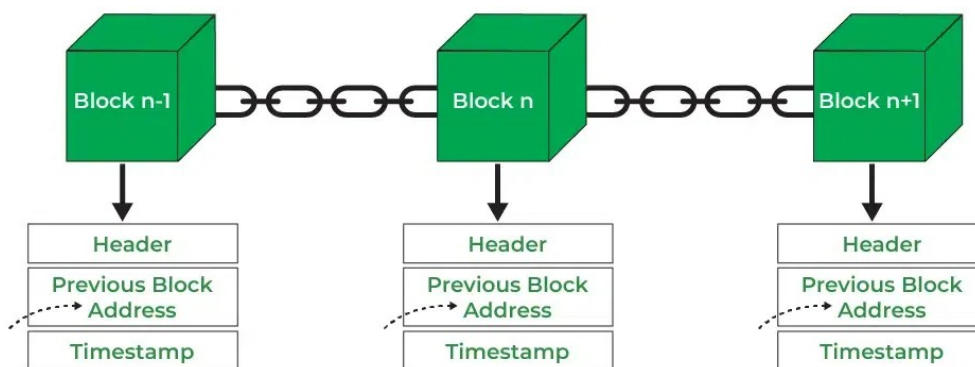 Block n-1
Block n
Block n+1
Header
Header
Header
Previous Block
Address
Previous Block
Address
Previous Block
Address
Timestamp
Timestamp
Timestamp